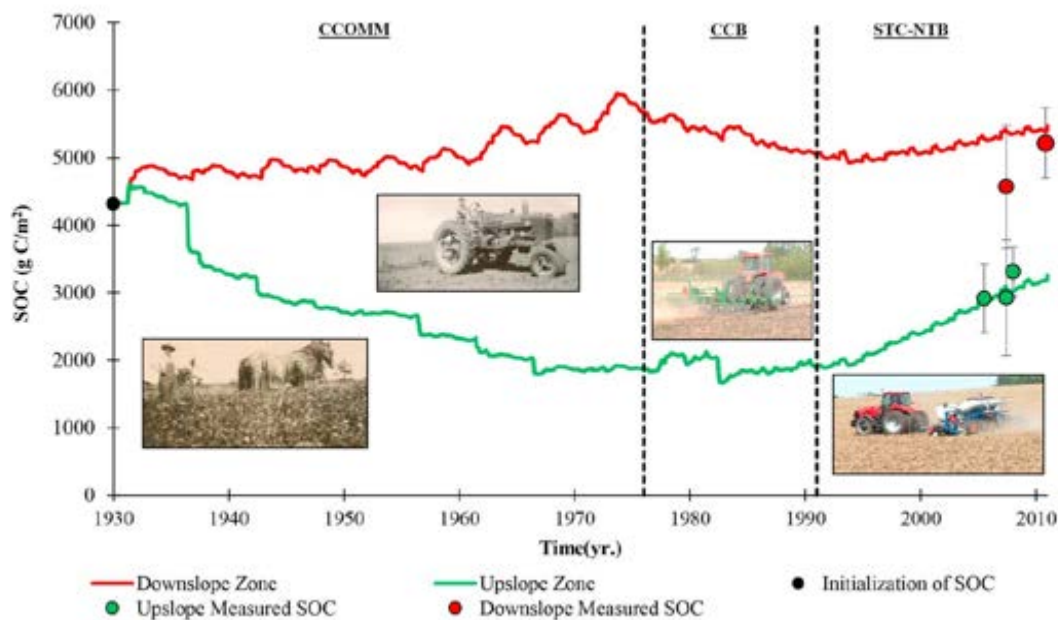 7000
CCOMM
CCB
STC-NTB
6000
5000
4000
3000
2000
1000
0
SOC (g C/m²)
1930
1940
1950
1960
1970
1980
1990
2000
2010
Time(yr.)
Downslope Zone
Upslope Zone
Initialization of SOC
Upslope Measured SOC
Downslope Measured SOC